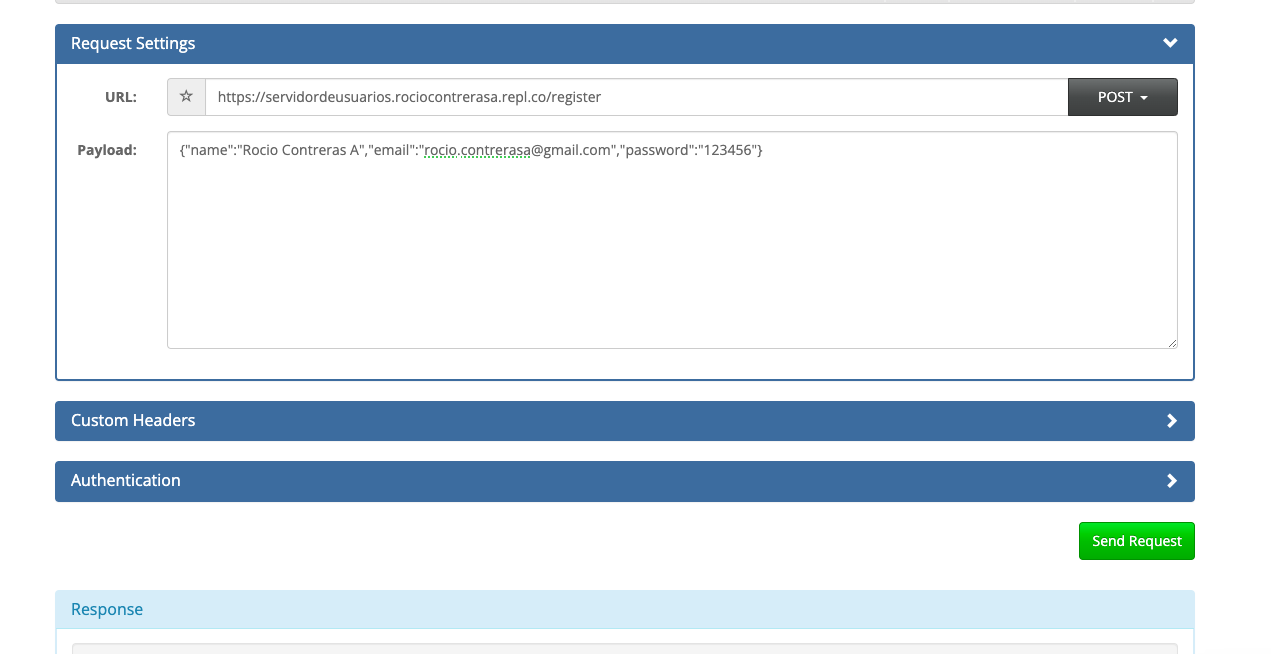 Request Settings
URL:
https://servidordeusuarios.rociocontrerasa.repl.co/register
POST
Payload:
{"name":"Rocio Contreras A","email":"rocio.contrerasa@gmail.com","password":"123456"}
Custom Headers
Authentication
Send Request
Response